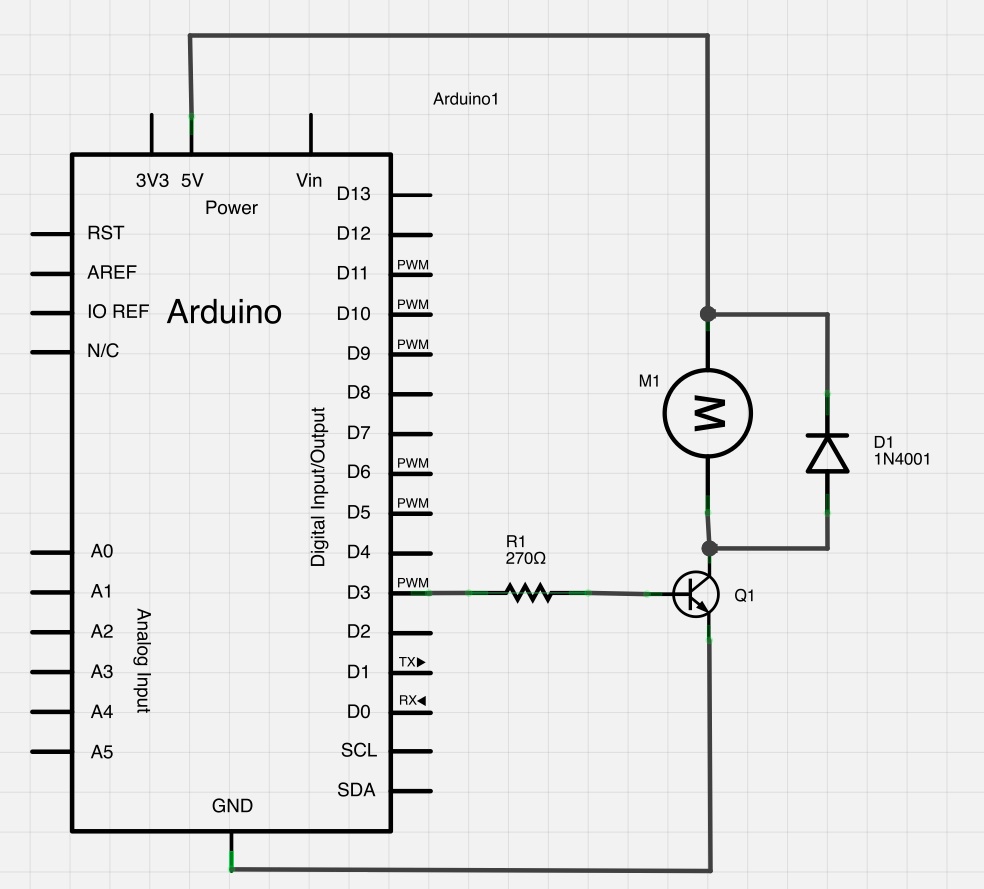 Arduino1
3V3 5V Vin
Power
D13
RST
D12
AREF
D11 PWM
IO REF
Arduino
D10 PWM
N/C
D9 PWM
D8
D7
D6 PWM
D5 PWM
D4
D3 PWM
D2
D1 TX
D0 RX
SCL
SDA
Digital Input/Output
A0
A1
A2
A3
A4
A5
Analog Input
GND
M1
M
D1
1N4001
R1
270Ω
Q1